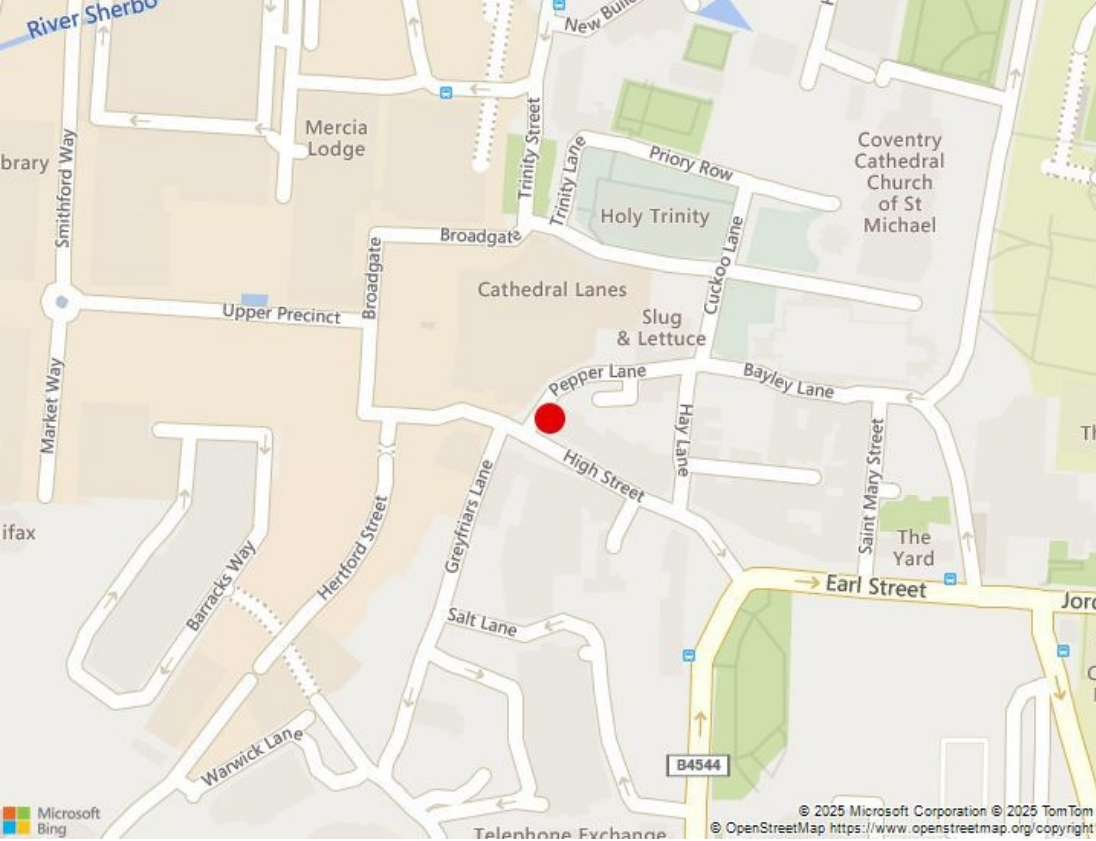 River Sherbo
New Build
Smithford Way
Trinity Street
Mercia
Lodge
brary
Trinity Lane
Priory Row
Coventry
Cathedral
Church
of St
Michael
Holy Trinity
Broadgate
Broadgate
Cuckoo Lane
Cathedral Lanes
Upper Precinct
Slug
& Lettuce
Market Way
Pepper Lane
Bayley Lane
Hay Lane
Th
High Street
Saint Mary Street
Greyfriars Lane
ifax
Hertford Street
The
Yard
Barracks Way
Earl Street
Jord
Salt Lane
Warwick Lane
B4544
Microsoft
Bing
© 2025 Microsoft Corporation © 2025 TomTom
© OpenStreetMap https://www.openstreetmap.org/copyright
Telephone Exchange